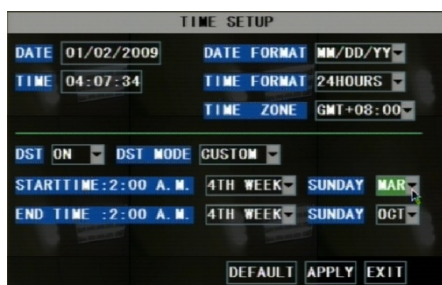 TIME SETUP
DATE 01/02/2009 DATE FORMAT MM/DD/YY
TIME 04:07:34 TIME FORMAT 24HOURS
TIME ZONE GMT+08:00
DST ON DST MODE CUSTOM
STARTTIME:2:00 A.M. 4TH WEEK SUNDAY MAR
END TIME :2:00 A.M. 4TH WEEK SUNDAY OCT
DEFAULT APPLY EXIT